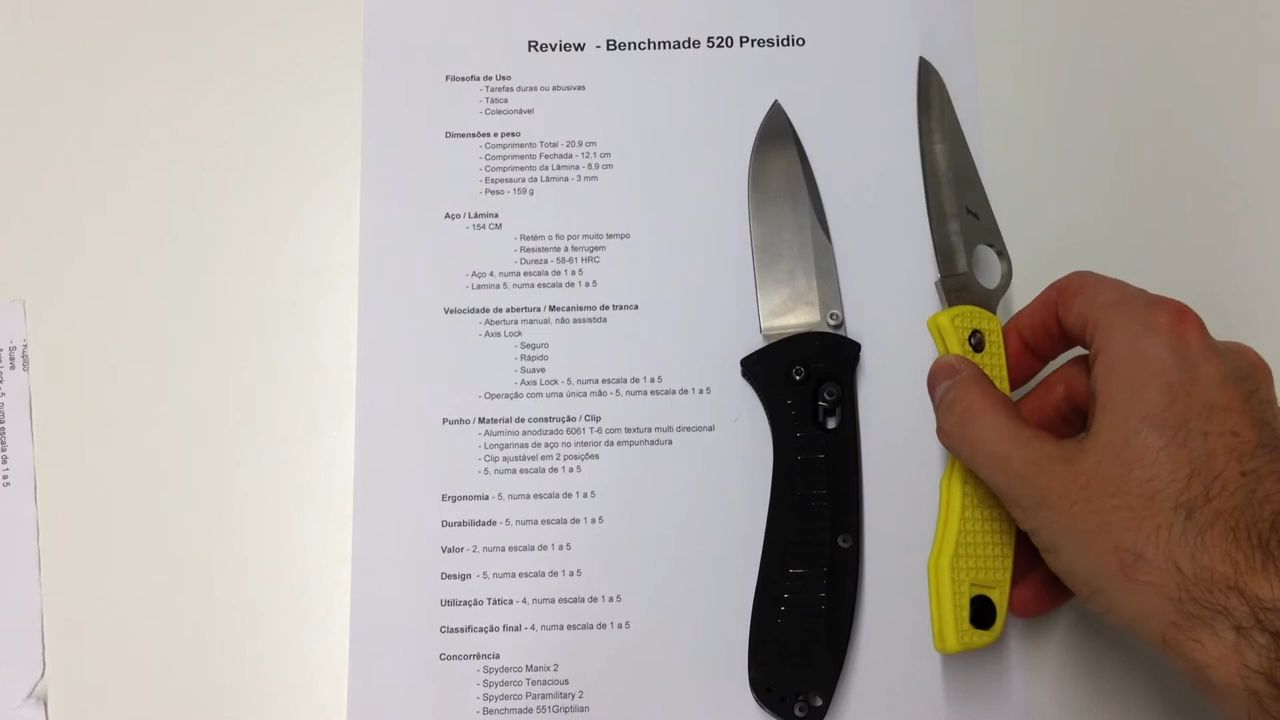 Review - Benchmade 520 Presidio
Filosofia de Uso
- Tarefas duras ou abusivas
- Tática
- Colecionável
Dimensões e peso
- Comprimento Total - 20,9 cm
- Comprimento Fechada - 12,1 cm
- Comprimento da Lâmina - 8,9 cm
- Espessura da Lâmina - 3 mm
- Peso - 159 g
Aço / Lâmina
- 154 CM
- Retêm o fio por muito tempo
- Resistente à ferrugem
- Dureza - 58-61 HRC
- Aço 4, numa escala de 1 a 5
- Lamina 5, numa escala de 1 a 5
Velocidade de abertura / Mecanismo de tranca
- Abertura manual, não assistida
- Axis Lock
- Seguro
- Rápido
- Suave
- Axis Lock - 5, numa escala de 1 a 5
- Operação com uma única mão - 5, numa escala de 1 a 5
Punho / Material de construção / Clip
- Alumínio anodizado 6061 T-6 com textura multi direcional
- Longarinas de aço no interior da empunhadura
- Clip ajustável em 2 posições
- 5, numa escala de 1 a 5
Ergonomia - 5, numa escala de 1 a 5
Durabilidade - 5, numa escala de 1 a 5
Valor - 2, numa escala de 1 a 5
Design - 5, numa escala de 1 a 5
Utilização Tática - 4, numa escala de 1 a 5
Classificação final - 4, numa escala de 1 a 5
Concorrência
- Spyderco Manix 2
- Spyderco Tenacious
- Spyderco Paramilitary 2
- Benchmade 551Griptilian
- Suave
Lock - 5, numa escala de 1 a 5